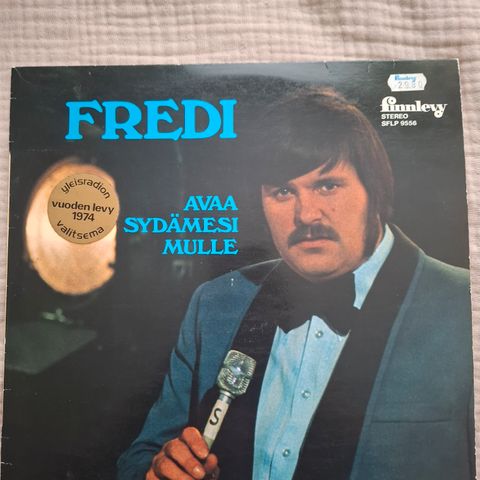 FREDI
AVAA
SYDÄMESI
MULLE
yleisradion
vuoden levy
1974
valitsema
finnlevy
STEREO
SFLP 9556
S